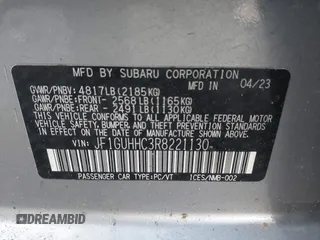 MFD BY SUBARU CORPORATION
GVWR/PNBV: 4817LB(2185KG) MFD IN 04/23
GAWR/PNBE:FRONT- 2568LB(1165KG)
GAWR/PNBE:REAR- 2491LB(1130KG)
THIS VEHICLE CONFORMS TO ALL APPLICABLE FEDERAL MOTOR VEHICLE SAFETY, BUMPER, AND THEFT PREVENTION STANDARDS IN EFFECT ON THE DATE OF MANUFACTURE SHOWN ABOVE.
JF1GUHHC3R8221130
PASSENGER CAR TYPE:PC/VT ICES/NMB-002
DREAMBID